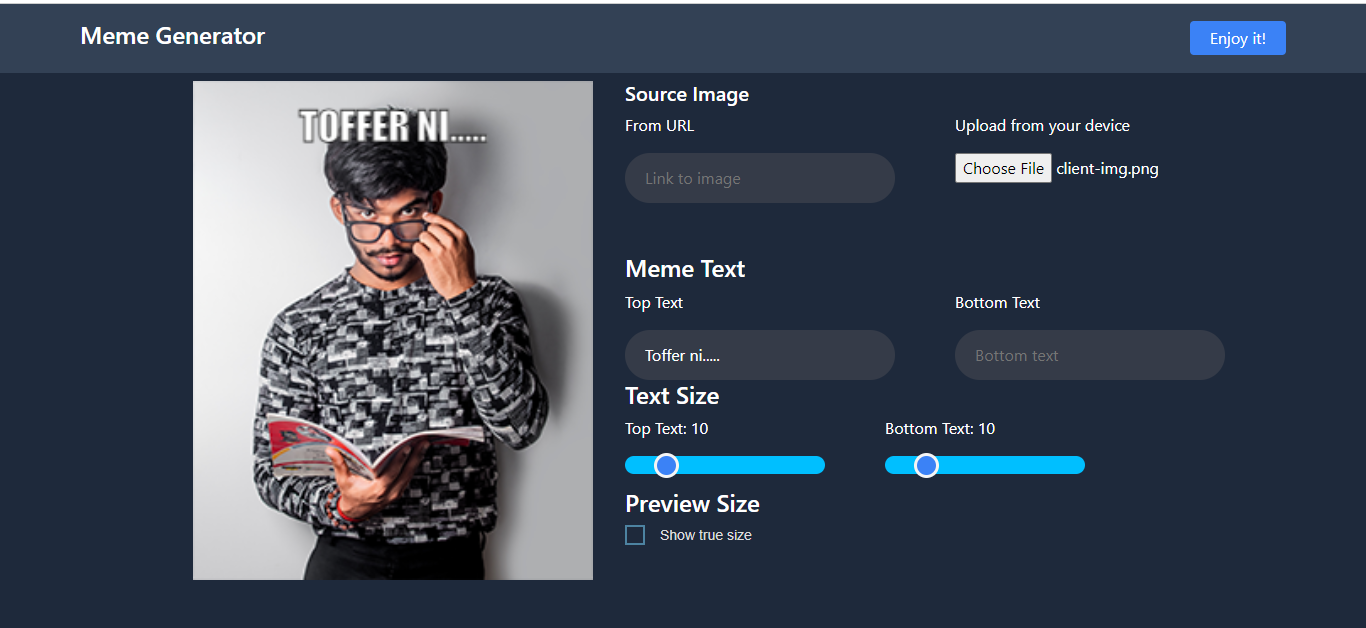 Meme Generator
Enjoy it!
TOFFER NI.....
Source Image
From URL
Upload from your device
Link to image
Choose File client-img.png
Meme Text
Top Text
Bottom Text
Toffer ni.....
Bottom text
Text Size
Top Text: 10
Bottom Text: 10
Preview Size
Show true size